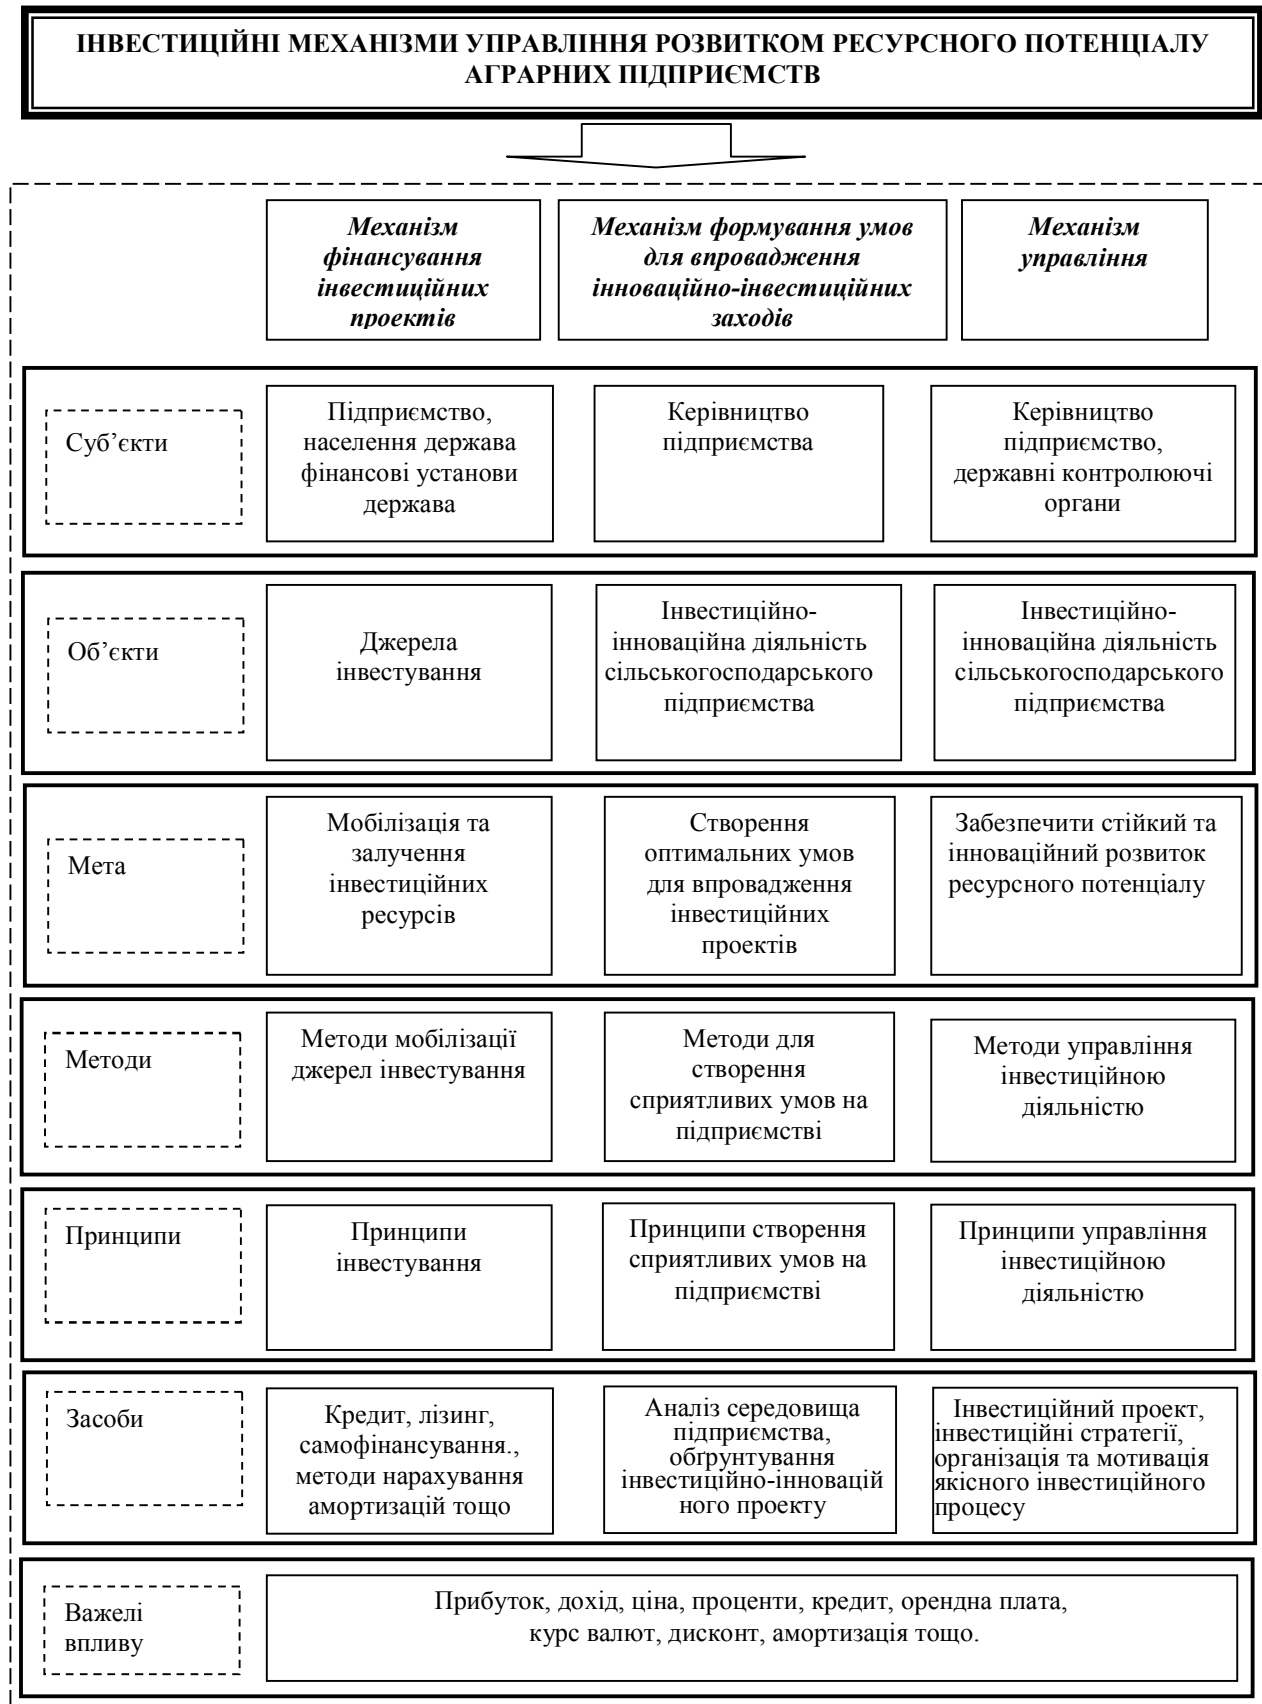 ІНВЕСТИЦІЙНІ МЕХАНІЗМИ УПРАВЛІННЯ РОЗВИТКОМ РЕСУРСНОГО ПОТЕНЦІАЛУ
АГРАРНИХ ПІДПРИЄМСТВ
Механізм
фінансування
інвестиційних
проектів
Механізм формування умов
для впровадження
інноваційно-інвестиційних
заходів
Механізм
управління
Суб’єкти
Підприємство,
населення держава
фінансові установи
держава
Керівництво
підприємства
Керівництво
підприємство,
державні контролюючі
органи
Об’єкти
Джерела
інвестування
Інвестиційно-
інноваційна діяльність
сільськогосподарського
підприємства
Інвестиційно-
інноваційна діяльність
сільськогосподарського
підприємства
Мета
Мобілізація та
залучення
інвестиційних
ресурсів
Створення
оптимальних умов
для впровадження
інвестиційних
проектів
Забезпечити стійкий та
інноваційний розвиток
ресурсного потенціалу
Методи
Методи мобілізації
джерел інвестування
Методи для
створення
сприятливих умов на
підприємстві
Методи управління
інвестиційною
діяльністю
Принципи
Принципи
інвестування
Принципи створення
сприятливих умов на
підприємстві
Принципи управління
інвестиційною
діяльністю
Засоби
Кредит, лізинг,
самофінансування.,
методи нарахування
амортизацій тощо
Аналіз середовища
підприємства,
обґрунтування
інвестиційно-інновацій
ного проекту
Інвестиційний проект,
інвестиційні стратегії,
організація та мотивація
якісного інвестиційного
процесу
Важелі
впливу
Прибуток, дохід, ціна, проценти, кредит, орендна плата,
курс валют, дисконт, амортизація тощо.